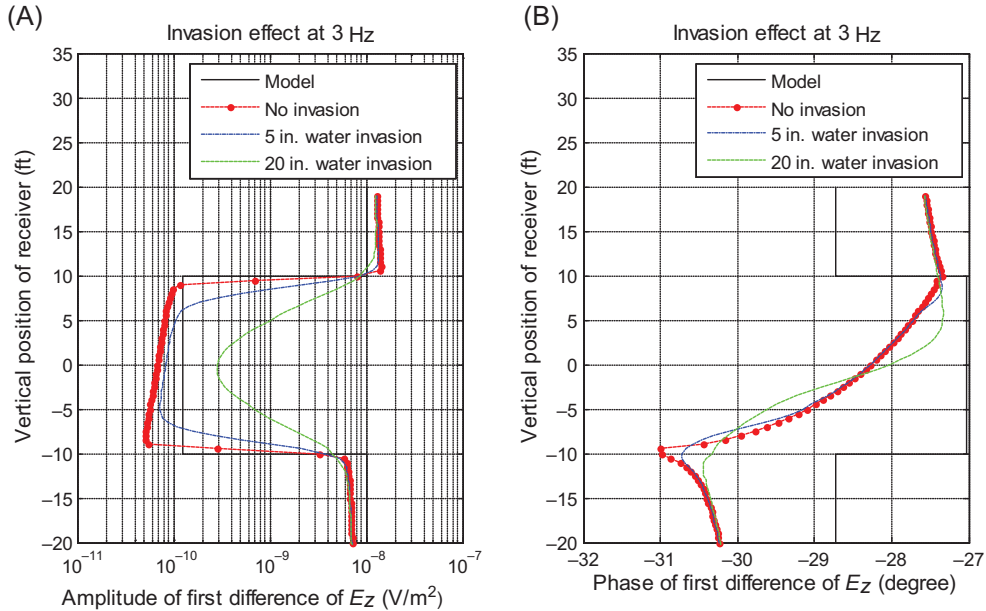 (A)
Invasion effect at 3 Hz
Model
No invasion
5 in. water invasion
20 in. water invasion
Vertical position of receiver (ft)
35
30
25
20
15
10
5
0
−5
−10
−15
−20
10⁻¹¹ 10⁻¹⁰ 10⁻⁹ 10⁻⁸ 10⁻⁷
Amplitude of first difference of Ez (V/m²)
(B)
Invasion effect at 3 Hz
Model
No invasion
5 in. water invasion
20 in. water invasion
Vertical position of receiver (ft)
35
30
25
20
15
10
5
0
−5
−10
−15
−20
−32 −31 −30 −29 −28 −27
Phase of first difference of Ez (degree)